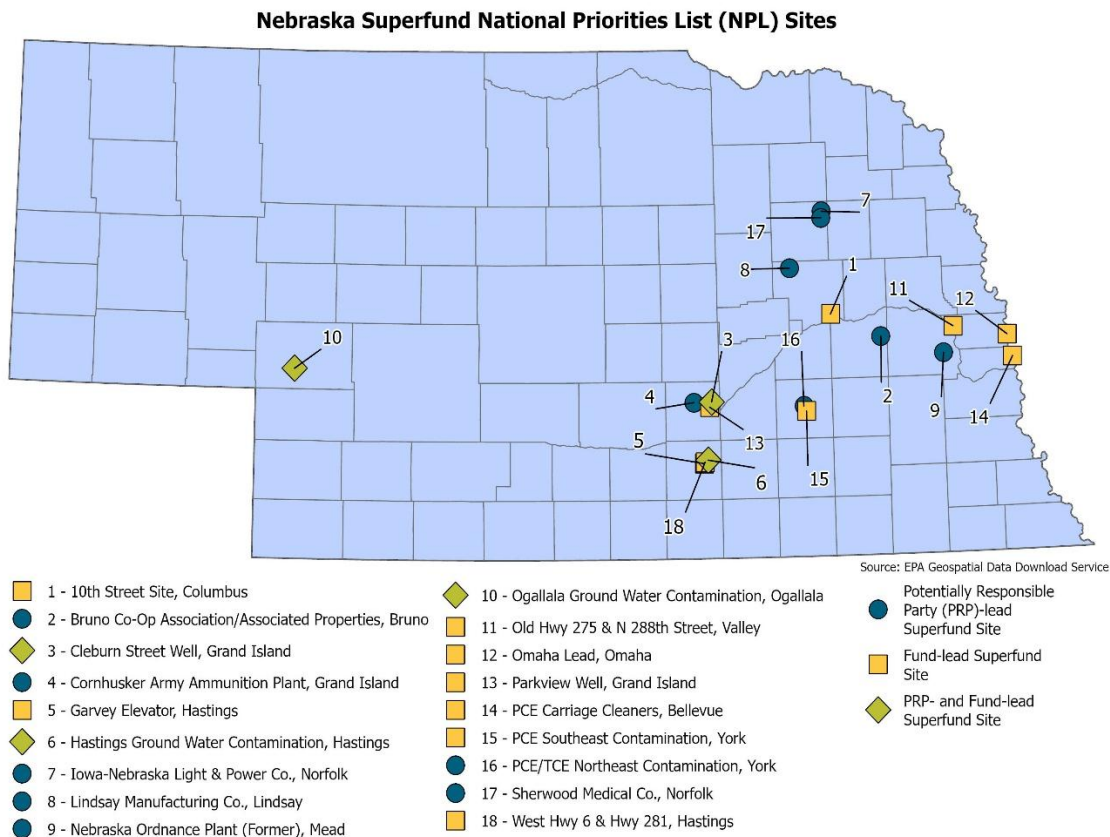 Nebraska Superfund National Priorities List (NPL) Sites
7
17
8
1
11
12
10
3
16
4
2
9
14
13
5
6
15
18
Source: EPA Geospatial Data Download Service
1 - 10th Street Site, Columbus
2 - Bruno Co-Op Association/Associated Properties, Bruno
3 - Cleburn Street Well, Grand Island
4 - Cornhusker Army Ammunition Plant, Grand Island
5 - Garvey Elevator, Hastings
6 - Hastings Ground Water Contamination, Hastings
7 - Iowa-Nebraska Light & Power Co., Norfolk
8 - Lindsay Manufacturing Co., Lindsay
9 - Nebraska Ordnance Plant (Former), Mead
10 - Ogallala Ground Water Contamination, Ogallala
11 - Old Hwy 275 & N 288th Street, Valley
12 - Omaha Lead, Omaha
13 - Parkview Well, Grand Island
14 - PCE Carriage Cleaners, Bellevue
15 - PCE Southeast Contamination, York
16 - PCE/TCE Northeast Contamination, York
17 - Sherwood Medical Co., Norfolk
18 - West Hwy 6 & Hwy 281, Hastings
Potentially Responsible
Party (PRP)-lead
Superfund Site
Fund-lead Superfund
Site
PRP- and Fund-lead
Superfund Site